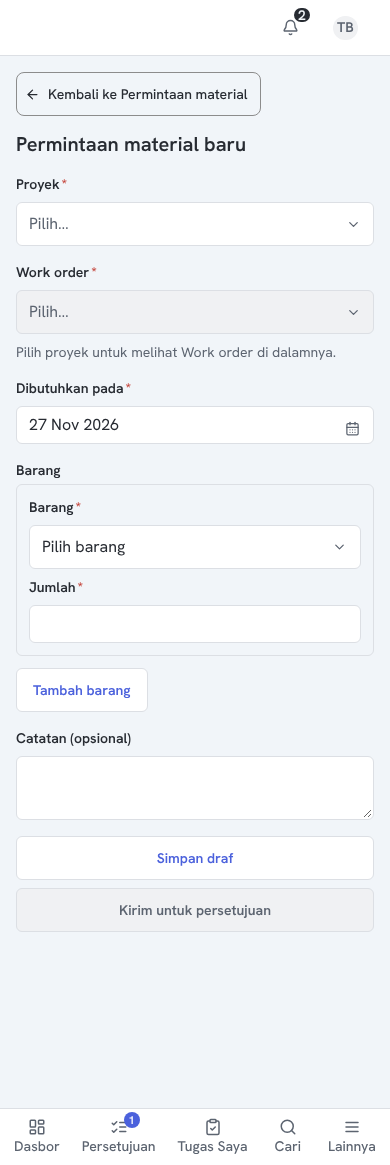 2
TB
Kembali ke Permintaan material
Permintaan material baru
Proyek *
Pilih...
Work order *
Pilih...
Pilih proyek untuk melihat Work order di dalamnya.
Dibutuhkan pada *
27 Nov 2026
Barang
Barang *
Pilih barang
Jumlah *
Tambah barang
Catatan (opsional)
Simpan draf
Kirim untuk persetujuan
1
Dasbor Persetujuan Tugas Saya Cari Lainnya